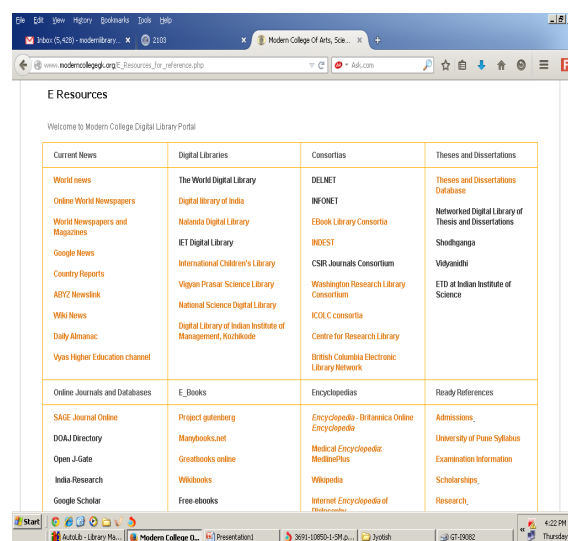 File Edit View History Bookmarks Tools Help
Inbox (5,428) - modernlibrary... x 2103 x Modern College Of Arts, Scie... x +
www.moderncollegegk.org/E_Resources_for_reference.php Ask.com
E Resources
Welcome to Modern College Digital Library Portal
Current News
World news
Online World Newspapers
World Newspapers and
Magazines
Google News
Country Reports
ABYZ Newslink
Wiki News
Daily Almanac
Vyas Higher Education channel
Digital Libraries
The World Digital Library
Digital library of India
Nalanda Digital Library
IET Digital Library
International Children's Library
Vigyan Prasar Science Library
National Science Digital Library
Digital Library of Indian Institute of
Management, Kozhikode
Consortias
DELNET
INFONET
EBook Library Consortia
INDEST
CSIR Journals Consortium
Washington Research Library
Consortium
ICOLC consortia
Centre for Research Library
British Columbia Electronic
Library Network
Theses and Dissertations
Theses and Dissertations
Database
Networked Digital Library of
Thesis and Dissertations
Shodhganga
Vidyanidhi
ETD at Indian Institute of
Science
Online Journals and Databases
SAGE Journal Online
DOAJ Directory
Open J-Gate
India-Research
Google Scholar
E_Books
Project gutenberg
Manybooks.net
Greatbooks online
Wikibooks
Free-ebooks
Encyclopedias
Encyclopedia - Britannica Online
Encyclopedia
Medical Encyclopedia:
MedlinePlus
Wikipedia
Internet Encyclopedia of
Philosophy
Ready References
Admissions
University of Pune Syllabus
Examination Information
Scholarships
Research
Start 4:22 PM
AutoLib - Library Ma... Modern College O... Presentation1 3691-10850-1-SM.p... Jyotish GT-I9082 Thursday